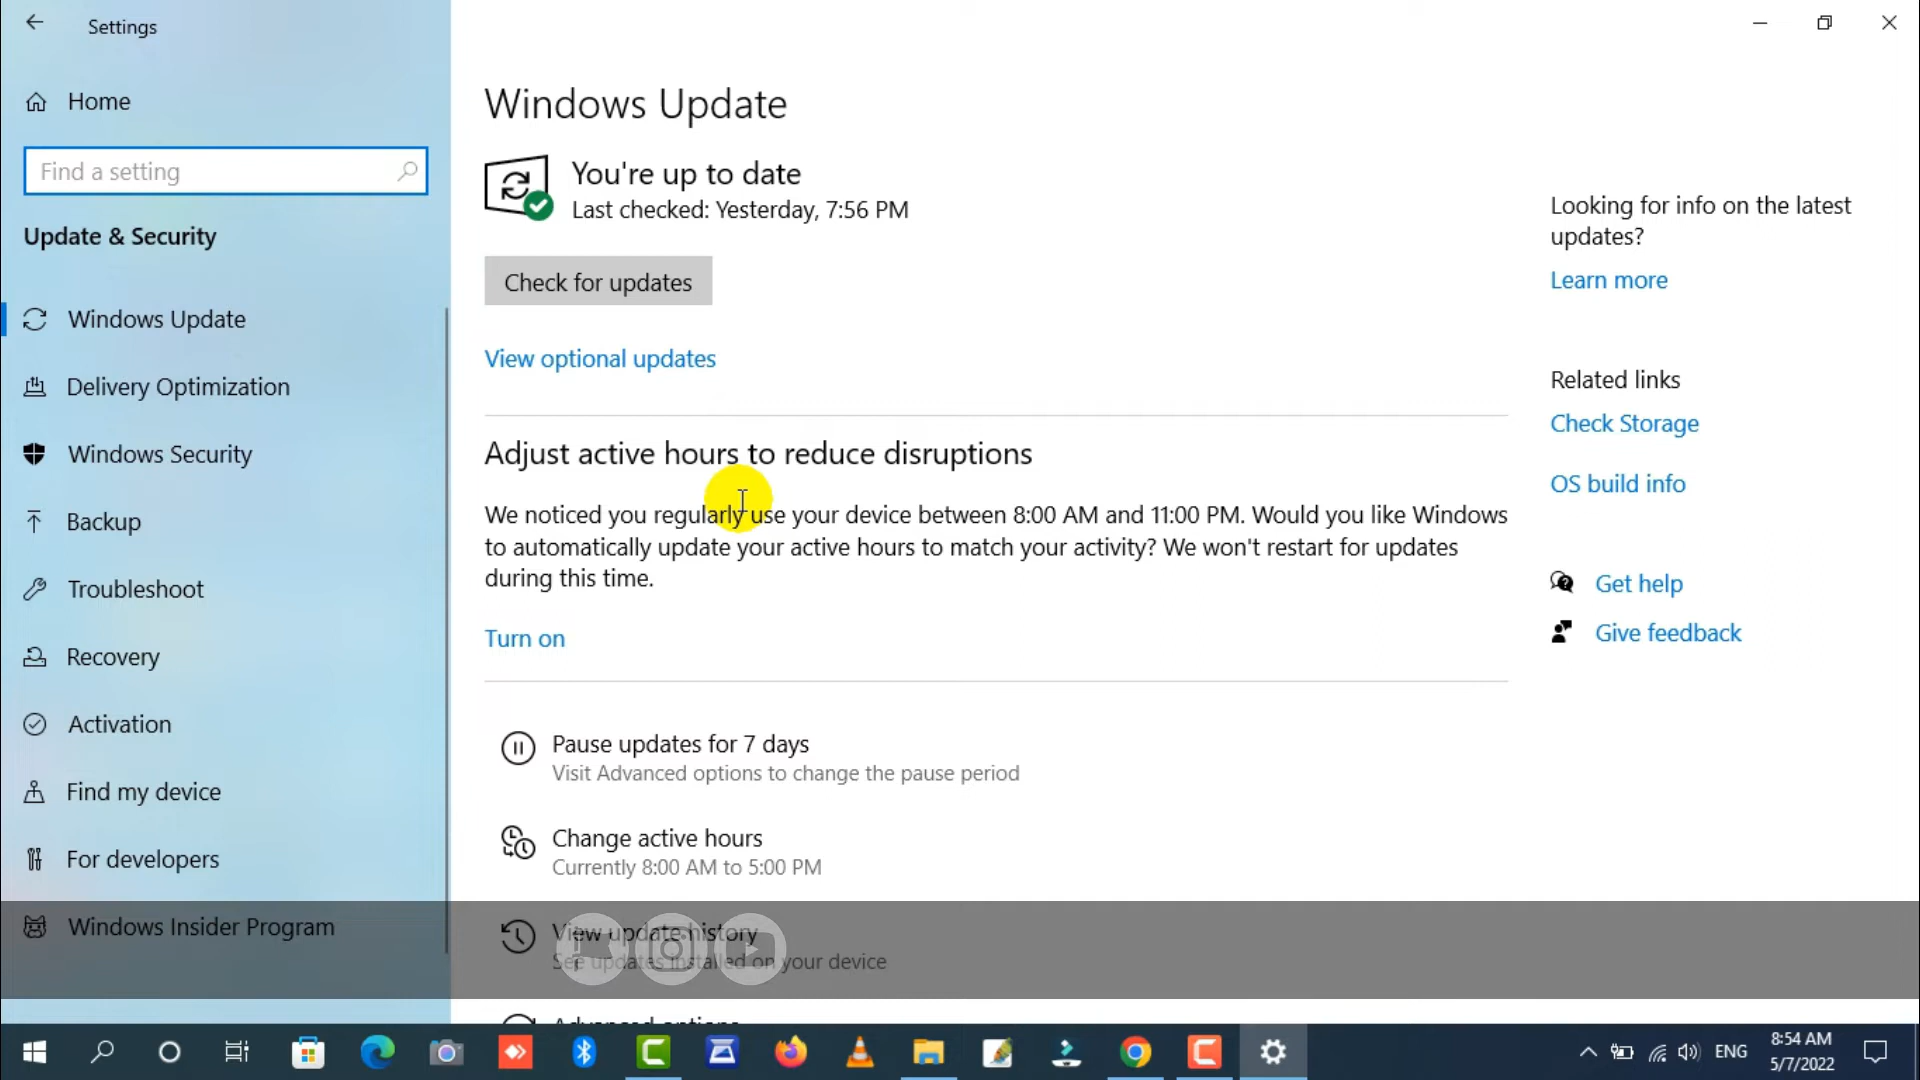 Settings
Home
Find a setting
Update & Security
Windows Update
Delivery Optimization
Windows Security
Backup
Troubleshoot
Recovery
Activation
Find my device
For developers
Windows Insider Program
Windows Update
You're up to date
Last checked: Yesterday, 7:56 PM
Check for updates
View optional updates
Adjust active hours to reduce disruptions
We noticed you regularly use your device between 8:00 AM and 11:00 PM. Would you like Windows
to automatically update your active hours to match your activity? We won't restart for updates
during this time.
Turn on
Pause updates for 7 days
Visit Advanced options to change the pause period
Change active hours
Currently 8:00 AM to 5:00 PM
View update history
See updates installed on your device
Advanced options
Looking for info on the latest
updates?
Learn more
Related links
Check Storage
OS build info
Get help
Give feedback
ENG
8:54 AM
5/7/2022